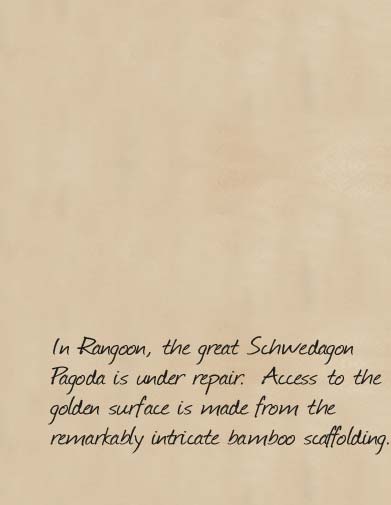 In Rangoon, the great Schwedagon
Pagoda is under repair.  Access to the
golden surface is made from the
remarkably intricate bamboo scaffolding.